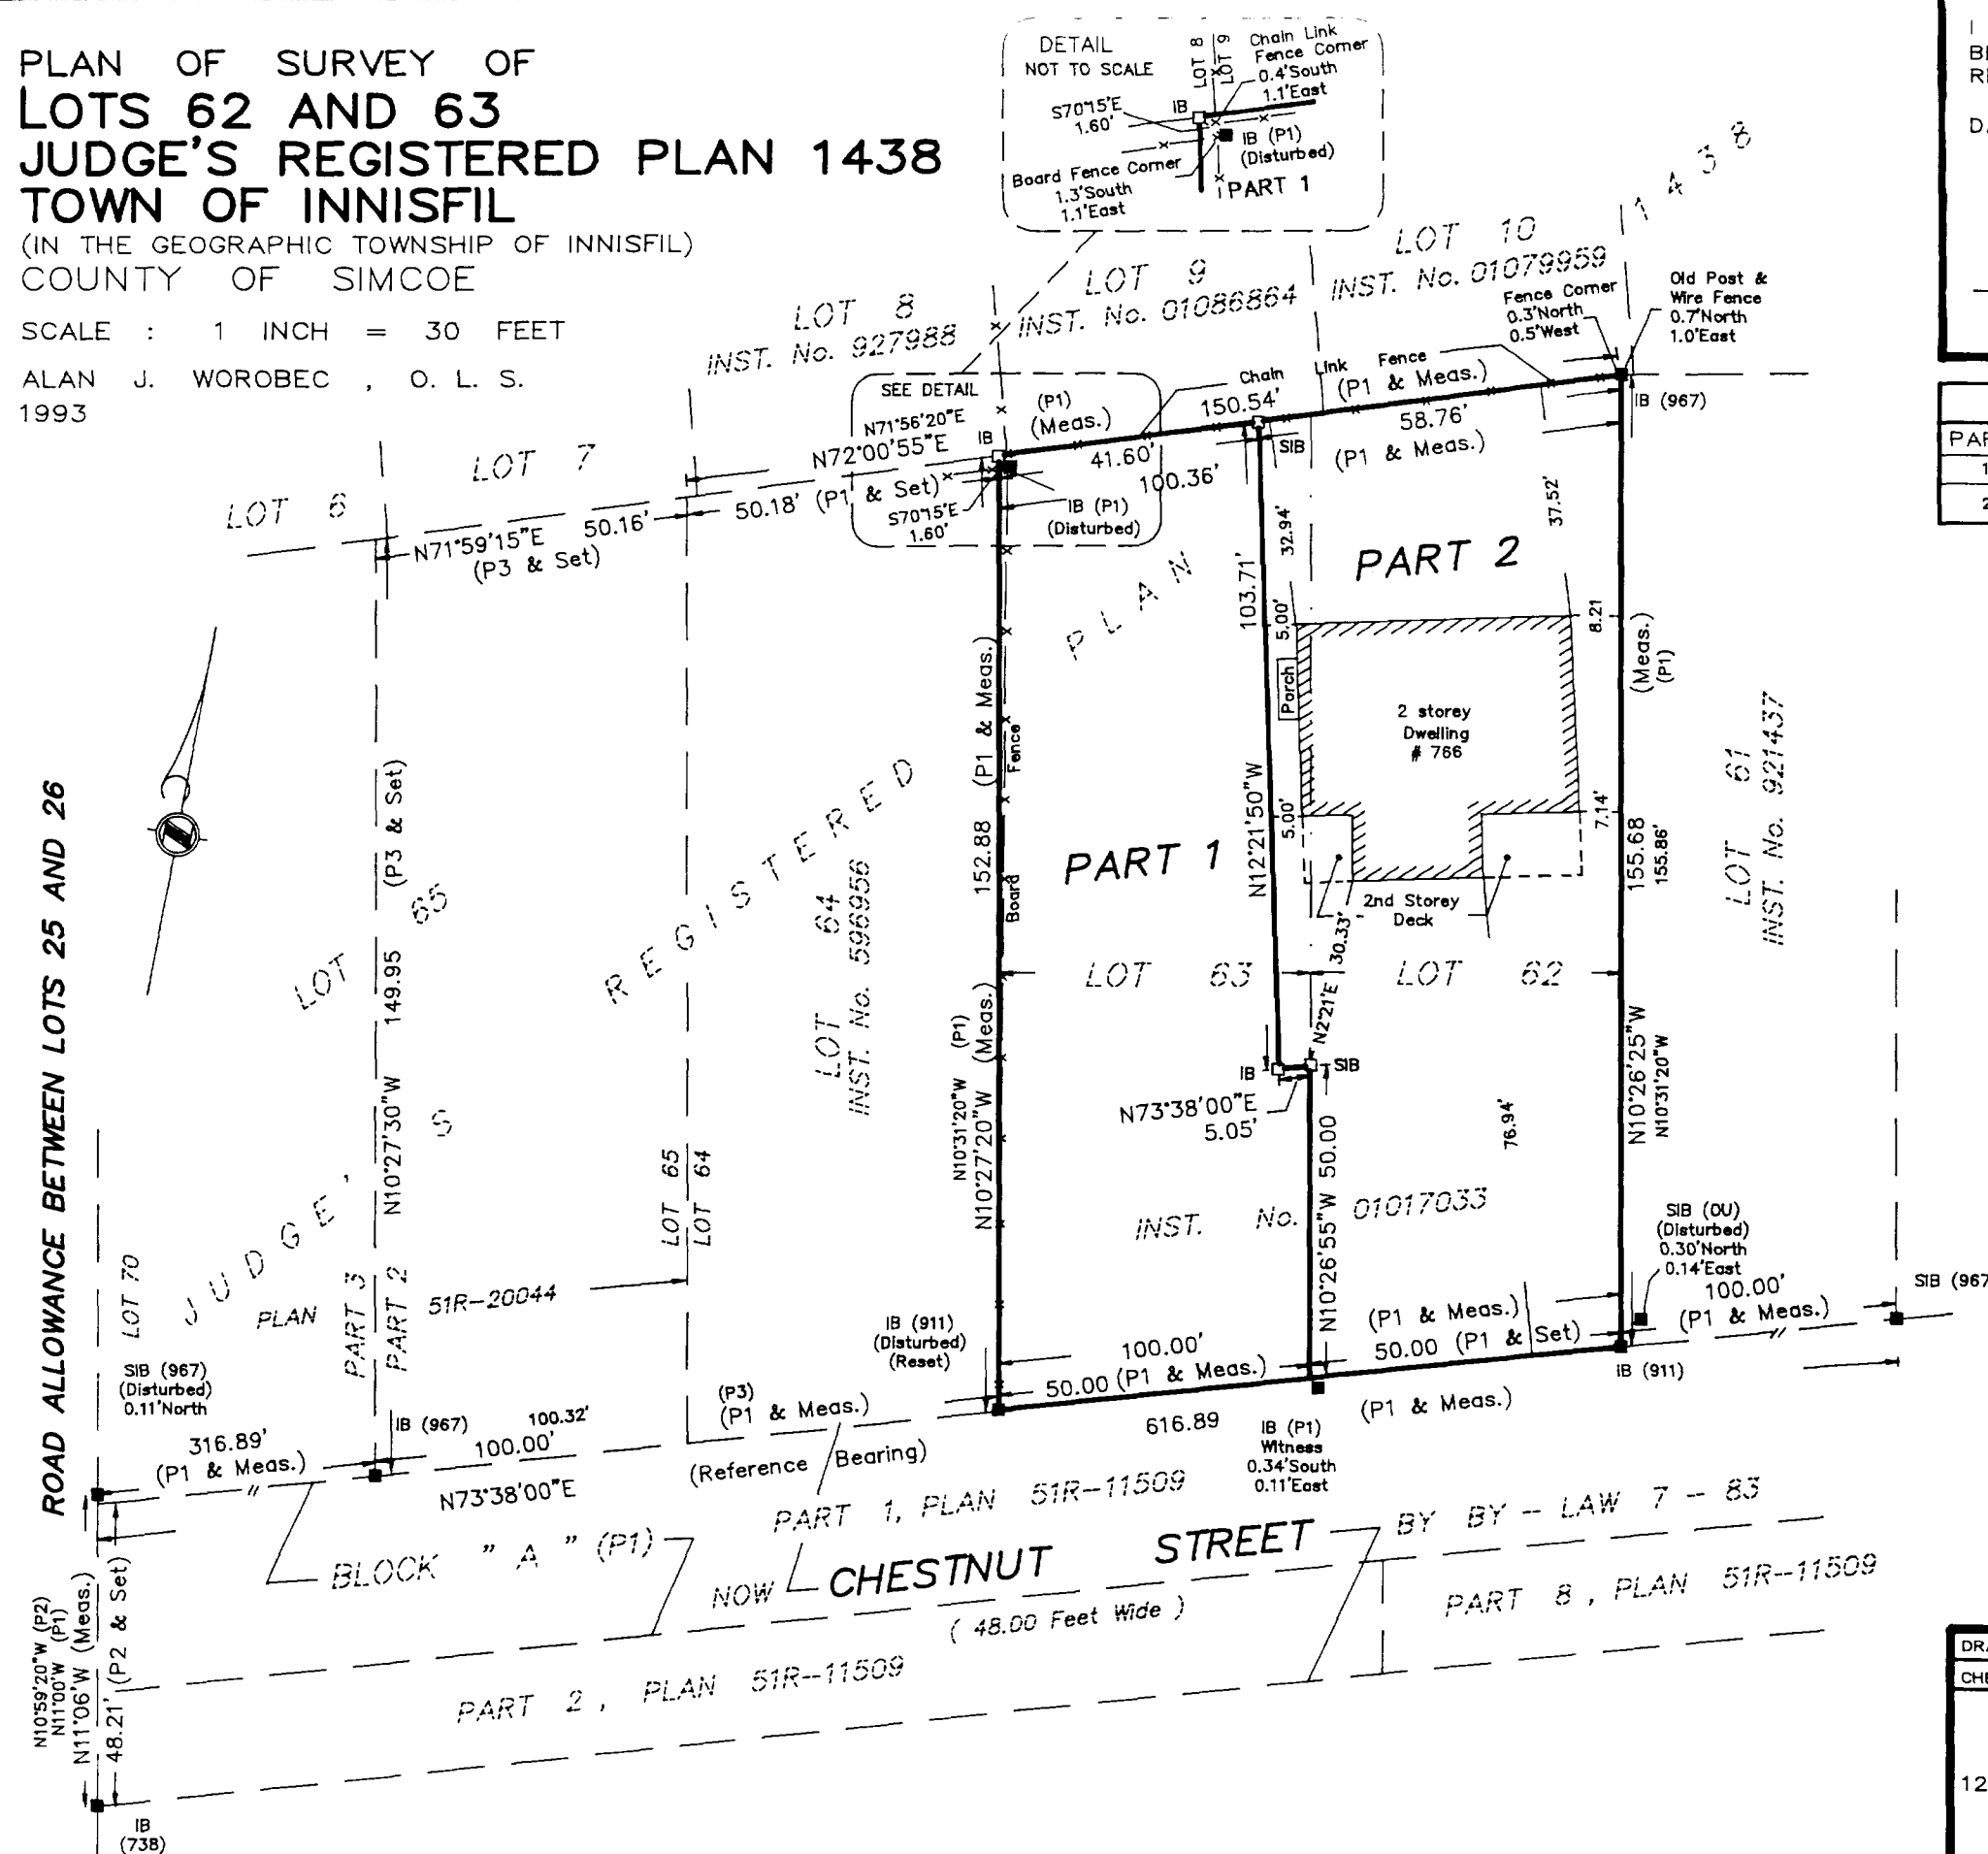 PLAN OF SURVEY OF
LOTS 62 AND 63
JUDGE'S REGISTERED PLAN 1438
TOWN OF INNISFIL
(IN THE GEOGRAPHIC TOWNSHIP OF INNISFIL)
COUNTY OF SIMCOE
SCALE : 1 INCH = 30 FEET
ALAN J. WOROBEC , O. L. S.
1993
DETAIL
NOT TO SCALE
LOT 8
LOT 9
Chain Link
Fence Corner
0.4'South
1.1'East
S70°15'E
1.60'
IB
IB (P1)
(Disturbed)
Board Fence Corner
1.3'South
1.1'East
PART 1
LOT 8
INST. No. 927988
LOT 9
INST. No. 01086864
LOT 10
INST. No. 01079959
Fence Corner
0.3'North
0.5'West
Old Post &
Wire Fence
0.7'North
1.0'East
IB (967)
SEE DETAIL
N71°56'20"E
(P1)
N72°00'55"E
(Meas.)
IB
Chain Link Fence
150.54'
(P1 & Meas.)
41.60'
58.76'
SIB
(P1 & Meas.)
100.36'
50.18' (P1 & Set)
S70°15'E
1.60'
IB (P1)
(Disturbed)
LOT 6
LOT 7
50.16'
N71°59'15"E
(P3 & Set)
32.94'
37.52'
PART 2
103.71'
5.00'
8.21
Porch
2 storey
Dwelling
# 766
5.00'
7.14'
2nd Storey
Deck
N12°21'50"W
PART 1
(P1 & Meas.)
152.88
Board Fence
N10°31'20"W (P1)
N10°27'20"W (Meas.)
(Meas.)
(P1)
155.68
155.86'
N10°26'25"W
N10°31'20"W
LOT 61
INST. No. 921437
LOT 63
LOT 62
N2°21'E 30.33'
IB
SIB
N73°38'00"E
5.05'
N10°26'55"W 50.00
76.94'
INST. No. 01017033
LOT 64
INST. No. 596956
LOT 65
JUDGE'S REGISTERED PLAN 1438
N10°27'30"W 149.95 (P3 & Set)
LOT 65
LOT 64
ROAD ALLOWANCE BETWEEN LOTS 25 AND 26
LOT 70
PLAN 51R-20044
PART 3
PART 2
SIB (967)
(Disturbed)
0.11'North
316.89'
(P1 & Meas.)
IB (967)
100.32'
100.00'
N73°38'00"E
(P3)
(P1 & Meas.)
(Reference Bearing)
IB (911)
(Disturbed)
(Reset)
100.00'
50.00 (P1 & Meas.)
616.89
(P1 & Meas.)
IB (P1)
Witness
0.34'South
0.11'East
(P1 & Meas.)
50.00 (P1 & Set)
SIB (OU)
(Disturbed)
0.30'North
0.14'East
100.00'
(P1 & Meas.)
IB (911)
SIB (967
BLOCK "A" (P1)
PART 1, PLAN 51R-11509
NOW CHESTNUT STREET BY BY - LAW 7 - 83
( 48.00 Feet Wide )
PART 2 , PLAN 51R--11509
PART 8 , PLAN 51R--11509
N10°59'20"W (P2)
N11°00'W (P1)
N11°06'W (Meas.)
48.21' (P2 & Set)
IB
(738)
I
D
PAR
1
2
DR
CH
12